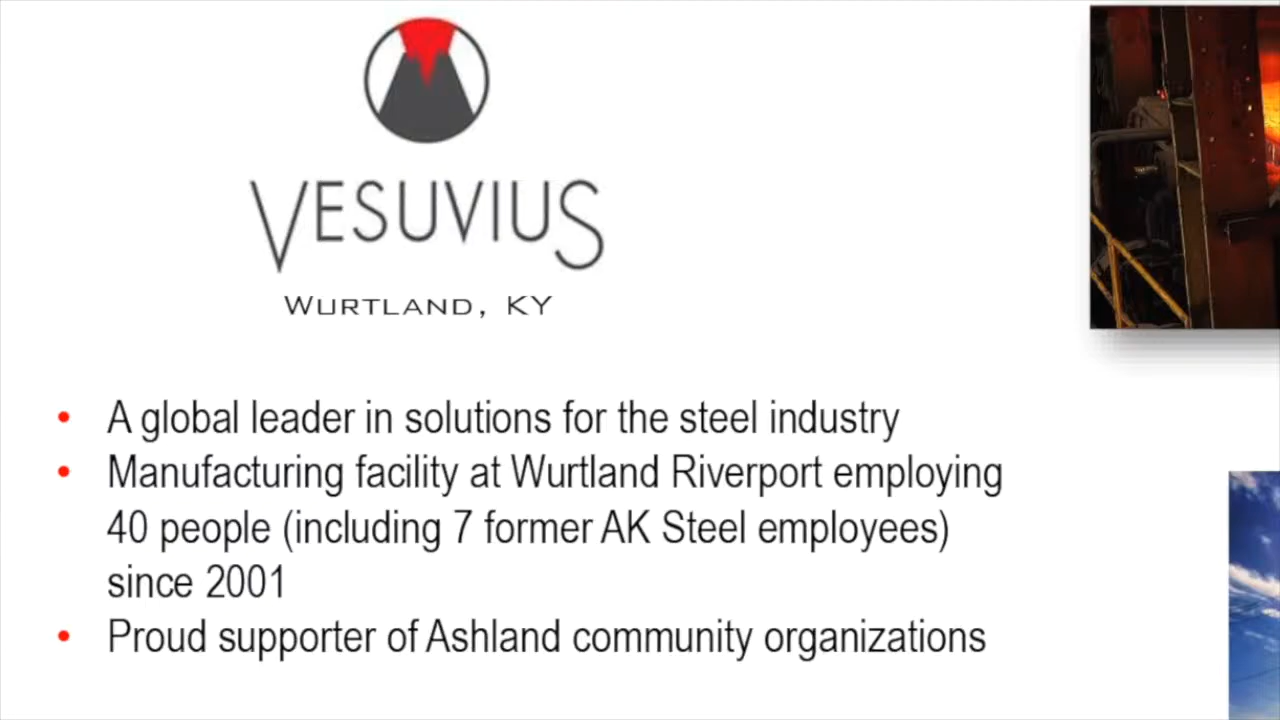 VESUVIUS
WURTLAND, KY
• A global leader in solutions for the steel industry
• Manufacturing facility at Wurtland Riverport employing
40 people (including 7 former AK Steel employees)
since 2001
• Proud supporter of Ashland community organizations